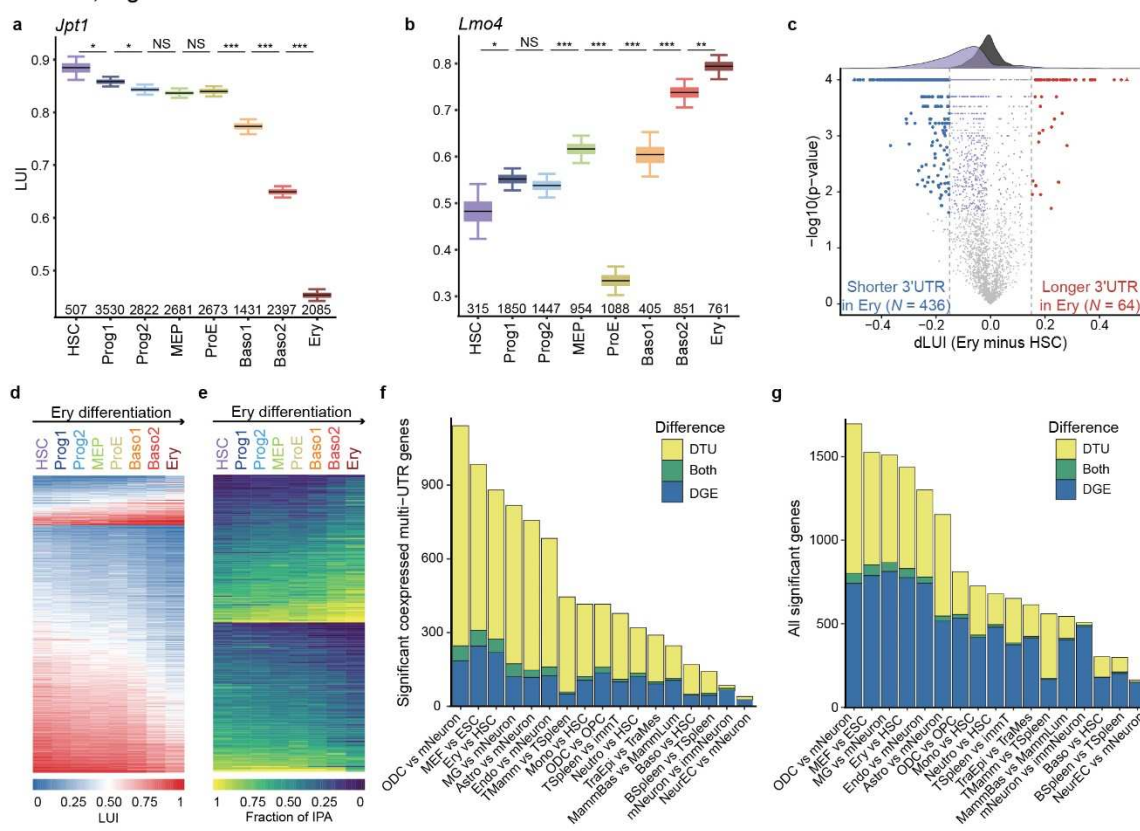 a
Jpt1
* * NS NS *** *** ***
LUI
0.9
0.8
0.7
0.6
0.5
507 3530 2822 2681 2673 1431 2397 2085
HSC Prog1 Prog2 MEP ProE Baso1 Baso2 Ery
b
Lmo4
* NS *** *** *** *** **
0.8
0.7
0.6
0.5
0.4
0.3
315 1850 1447 954 1088 405 851 761
HSC Prog1 Prog2 MEP ProE Baso1 Baso2 Ery
c
−log10(p−value)
4
3
2
1
0
Shorter 3'UTR
in Ery (N = 436)
Longer 3'UTR
in Ery (N = 64)
−0.4 −0.2 0.0 0.2 0.4
dLUI (Ery minus HSC)
d
Ery differentiation
HSC Prog1 Prog2 MEP ProE Baso1 Baso2 Ery
0 0.25 0.5 0.75 1
LUI
e
Ery differentiation
HSC Prog1 Prog2 MEP ProE Baso1 Baso2 Ery
1 0.75 0.50 0.25 0
Fraction of IPA
f
Significant coexpressed multi−UTR genes
900
600
300
0
Difference
DTU
Both
DGE
ODC vs mNeuron
MEF vs ESC
Ery vs HSC
MG vs mNeuron
Endo vs mNeuron
Astro vs mNeuron
TMamm vs TSpleen
Mono vs HSC
ODC vs OPC
TSpleen vs immT
Neutro vs HSC
TraEpi vs TraMes
MammBas vs MammLum
Baso vs HSC
BSpleen vs TSpleen
mNeuron vs immNeuron
NeurEC vs mNeuron
g
All significant genes
1500
1000
500
0
Difference
DTU
Both
DGE
ODC vs mNeuron
MEF vs ESC
MG vs mNeuron
Ery vs HSC
Endo vs mNeuron
Astro vs mNeuron
ODC vs OPC
Mono vs HSC
Neutro vs HSC
TSpleen vs immT
TraEpi vs TraMes
TMamm vs TSpleen
MammBas vs MammLum
mNeuron vs immNeuron
Baso vs HSC
BSpleen vs TSpleen
NeurEC vs mNeuron